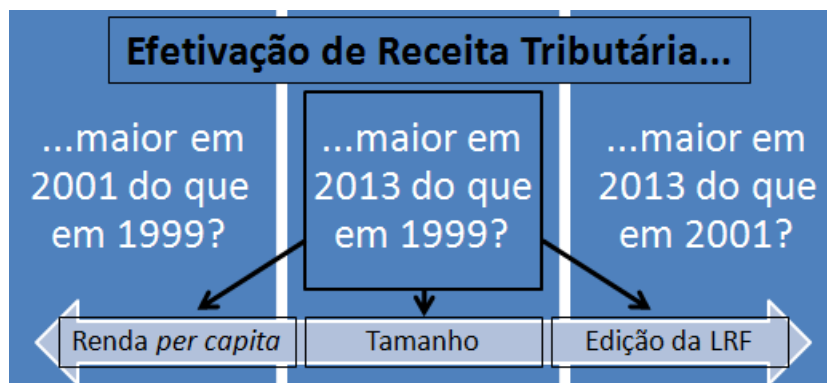 Efetivação de Receita Tributária...
...maior em
2001 do que
em 1999?
...maior em
2013 do que
em 1999?
...maior em
2013 do que
em 2001?
Renda per capita
Tamanho
Edição da LRF